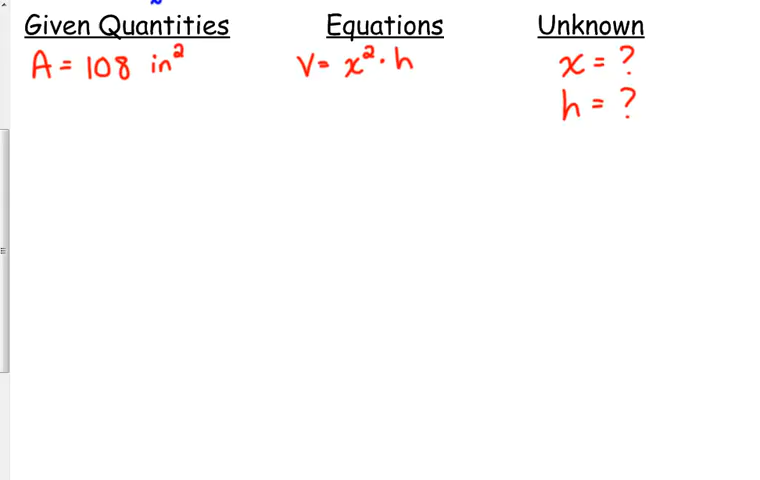 Given Quantities Equations Unknown
A = 108 in² V = x² · h x = ?
h = ?